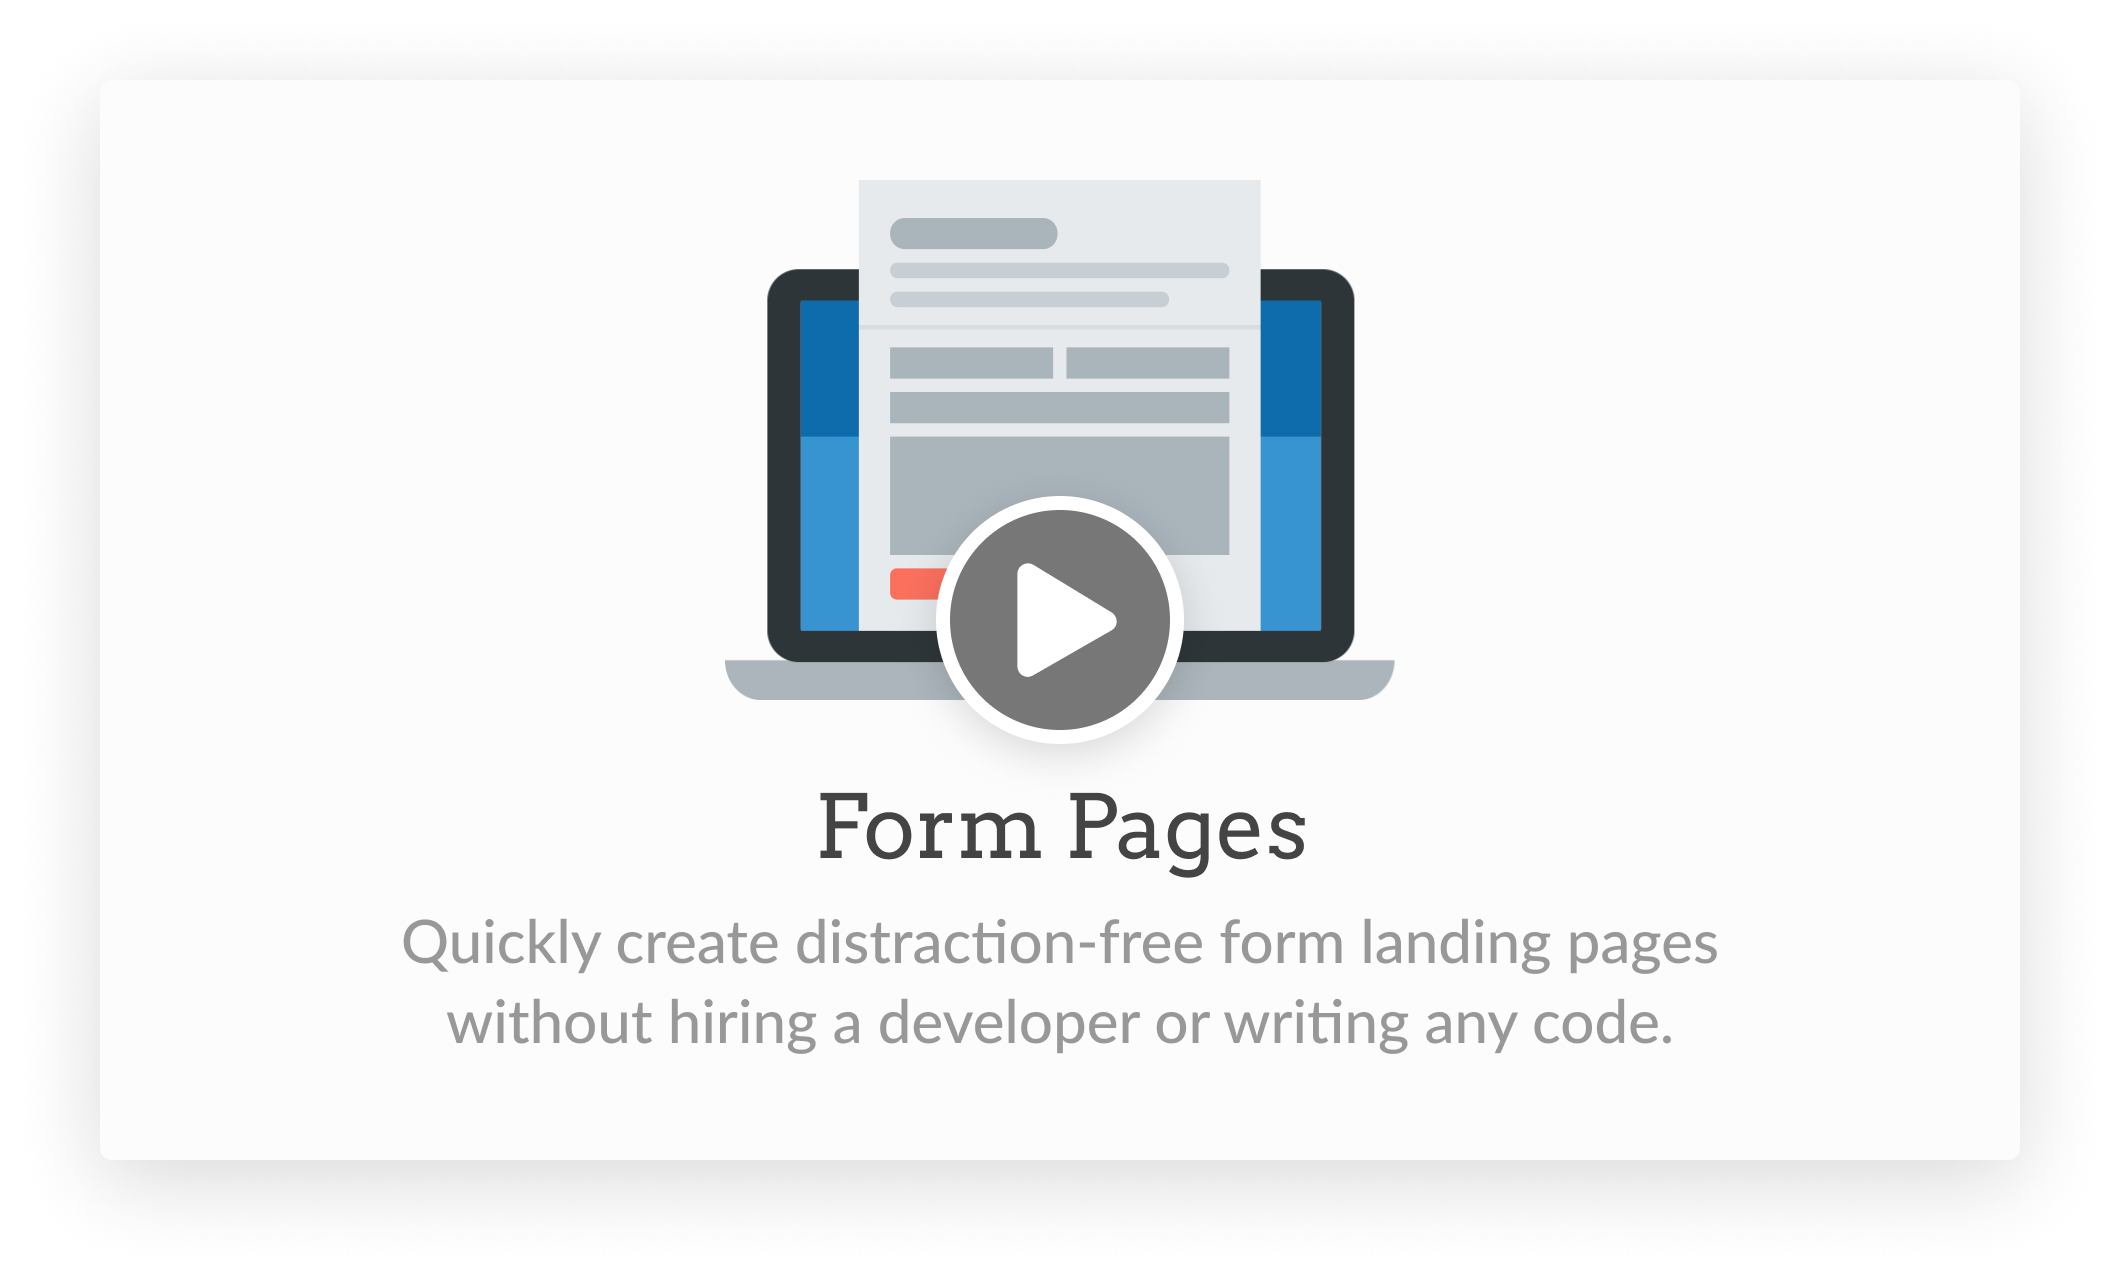 Form Pages
Quickly create distraction-free form landing pages
without hiring a developer or writing any code.